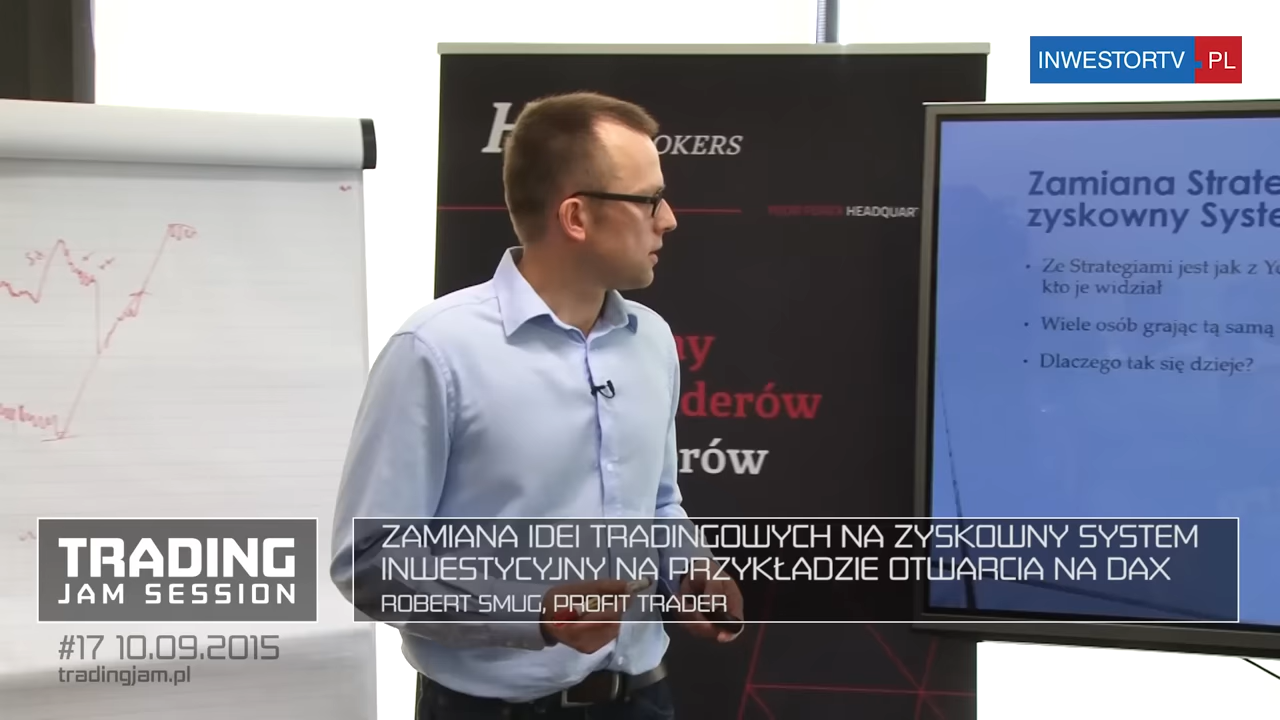 INWESTORTV.PL
OKERS
HEADQUAR
derów
rów
Zamiana Strate
zyskowny Syste
• Ze Strategiami jest jak z Ye
kto je widział
• Wiele osób grając tą samą
• Dlaczego tak się dzieje?
TRADING
JAM SESSION
#17 10.09.2015
tradingjam.pl
ZAMIANA IDEI TRADINGOWYCH NA ZYSKOWNY SYSTEM
INWESTYCYJNY NA PRZYKŁADZIE OTWARCIA NA DAX
ROBERT SMUG, PROFIT TRADER